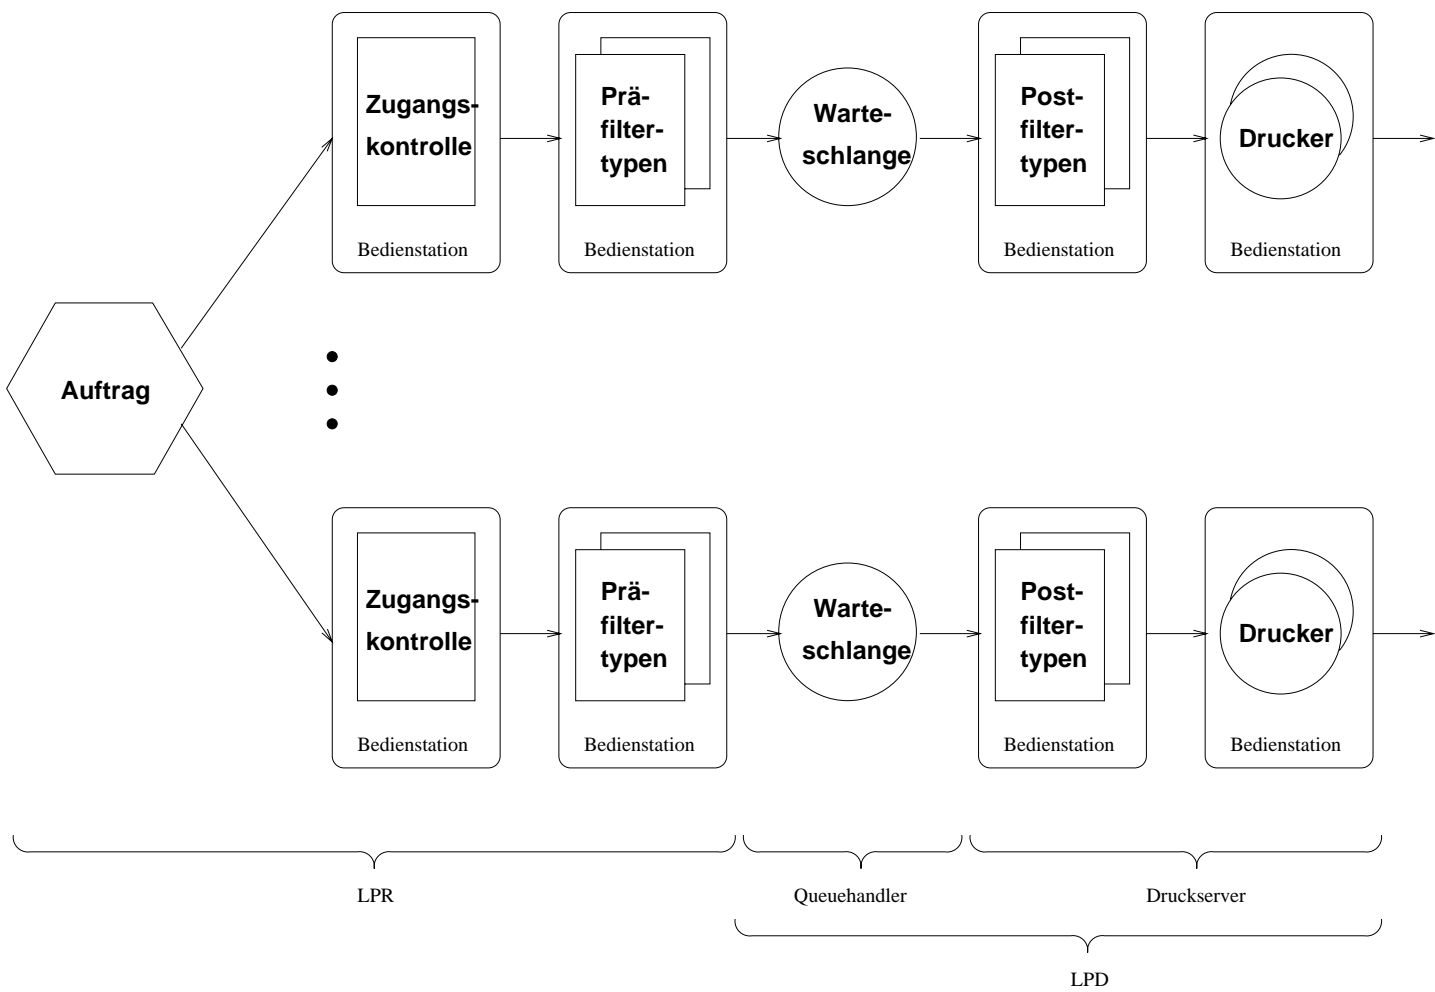 Zugangs-
kontrolle
Bedienstation
Prä-
filter-
typen
Bedienstation
Warte-
schlange
Post-
filter-
typen
Bedienstation
Drucker
Bedienstation
Auftrag
Zugangs-
kontrolle
Bedienstation
Prä-
filter-
typen
Bedienstation
Warte-
schlange
Post-
filter-
typen
Bedienstation
Drucker
Bedienstation
LPR
Queuehandler
Druckserver
LPD